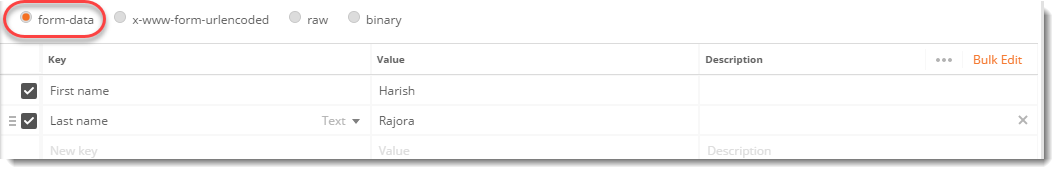 form-data x-www-form-urlencoded raw binary
Key Value Description ••• Bulk Edit
First name Harish
Last name Text Rajora
New key Value Description